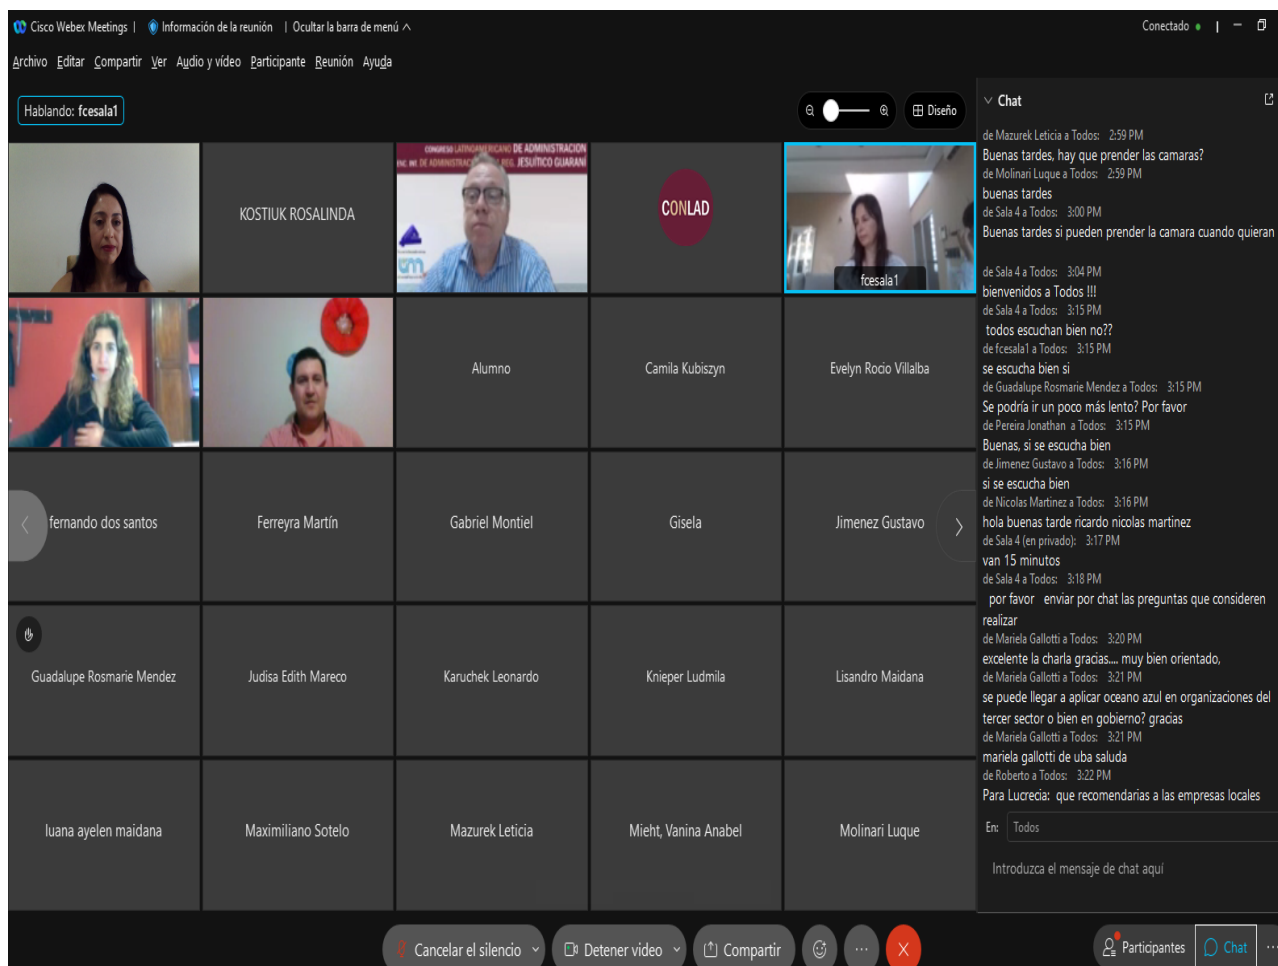 Cisco Webex Meetings | Información de la reunión | Ocultar la barra de menú
Conectado
Archivo Editar Compartir Ver Audio y vídeo Participante Reunión Ayuda
Hablando: fcesala1
Diseño
CONGRESO LATINOAMERICANO DE ADMINISTRACIÓN
ENC. INT. DE ADMINISTRACIÓN REG. JESUÍTICO GUARANÍ
KOSTIUK ROSALINDA
CONLAD
fcesala1
Alumno
Camila Kubiszyn
Evelyn Rocio Villalba
fernando dos santos
Ferreyra Martín
Gabriel Montiel
Gisela
Jimenez Gustavo
Guadalupe Rosmarie Mendez
Judisa Edith Mareco
Karuchek Leonardo
Knieper Ludmila
Lisandro Maidana
luana ayelen maidana
Maximiliano Sotelo
Mazurek Leticia
Mieht, Vanina Anabel
Molinari Luque
Chat
de Mazurek Leticia a Todos: 2:59 PM
Buenas tardes, hay que prender las camaras?
de Molinari Luque a Todos: 2:59 PM
buenas tardes
de Sala 4 a Todos: 3:00 PM
Buenas tardes si pueden prender la camara cuando quieran
de Sala 4 a Todos: 3:04 PM
bienvenidos a Todos !!!
de Sala 4 a Todos: 3:15 PM
todos escuchan bien no??
de fcesala1 a Todos: 3:15 PM
se escucha bien si
de Guadalupe Rosmarie Mendez a Todos: 3:15 PM
Se podría ir un poco más lento? Por favor
de Pereira Jonathan a Todos: 3:15 PM
Buenas, si se escucha bien
de Jimenez Gustavo a Todos: 3:16 PM
si se escucha bien
de Nicolas Martinez a Todos: 3:16 PM
hola buenas tarde ricardo nicolas martinez
de Sala 4 (en privado): 3:17 PM
van 15 minutos
de Sala 4 a Todos: 3:18 PM
por favor enviar por chat las preguntas que consideren
realizar
de Mariela Gallotti a Todos: 3:20 PM
excelente la charla gracias.... muy bien orientado,
de Mariela Gallotti a Todos: 3:21 PM
se puede llegar a aplicar oceano azul en organizaciones del
tercer sector o bien en gobierno? gracias
de Mariela Gallotti a Todos: 3:21 PM
mariela gallotti de uba saluda
de Roberto a Todos: 3:22 PM
Para Lucrecia: que recomendarias a las empresas locales
En: Todos
Introduzca el mensaje de chat aquí
Cancelar el silencio
Detener video
Compartir
Participantes
Chat